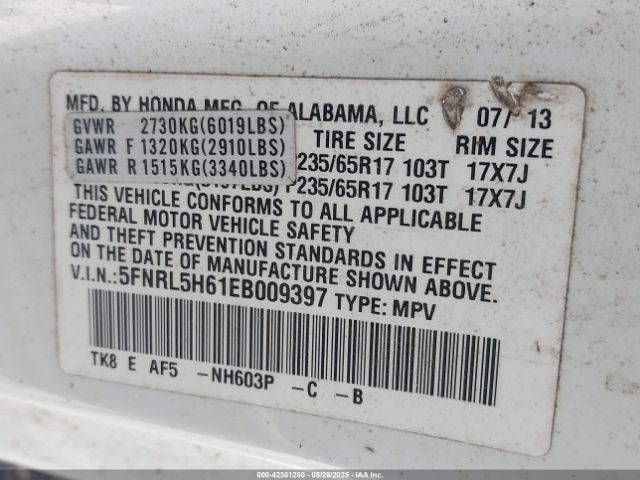 MFD. BY HONDA MFG. OF ALABAMA, LLC 07/ 13
GVWR 2730KG(6019LBS)
GAWR F 1320KG(2910LBS)
GAWR R 1515KG(3340LBS)
TIRE SIZE RIM SIZE
P235/65R17 103T 17X7J
P235/65R17 103T 17X7J
THIS VEHICLE CONFORMS TO ALL APPLICABLE
FEDERAL MOTOR VEHICLE SAFETY
AND THEFT PREVENTION STANDARDS IN EFFECT
ON THE DATE OF MANUFACTURE SHOWN ABOVE.
V.I.N.:5FNRL5H61EB009397 TYPE: MPV
TK8 E AF5 -NH603P -C -B
000-42361280 - 05/29/2025 - IAAI.COM